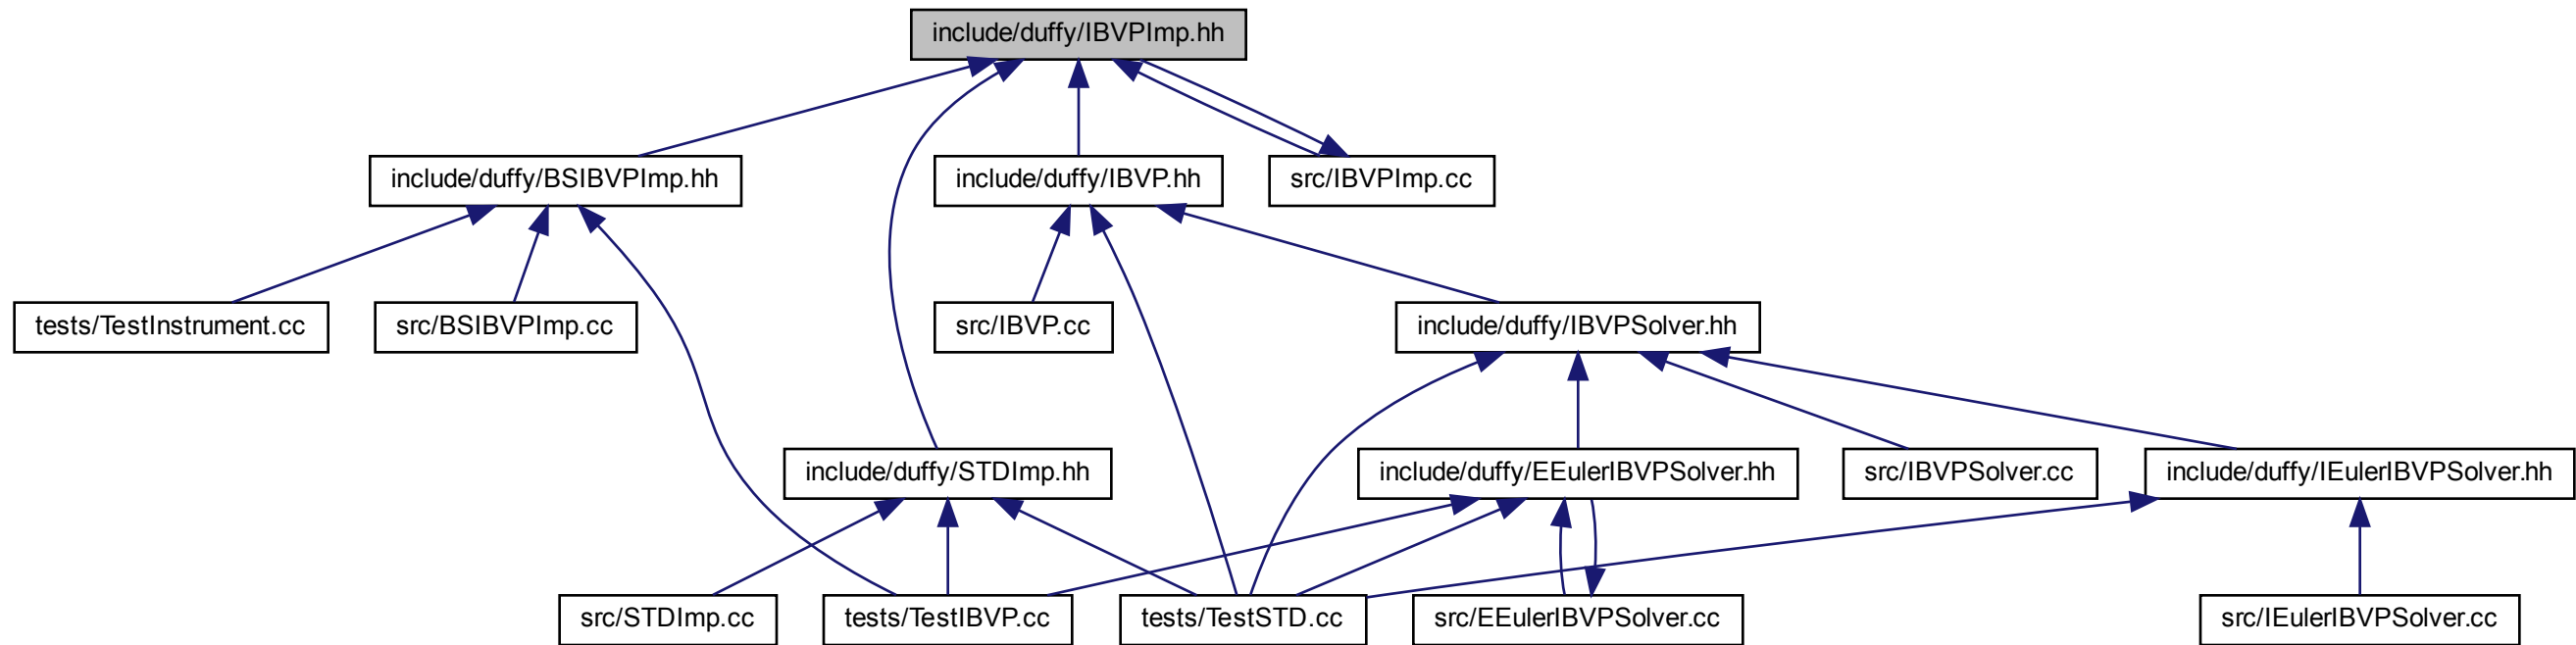 include/duffy/IBVPImp.hh
include/duffy/BSIBVPImp.hh
include/duffy/IBVP.hh
src/IBVPImp.cc
tests/TestInstrument.cc
src/BSIBVPImp.cc
src/IBVP.cc
include/duffy/IBVPSolver.hh
include/duffy/STDImp.hh
include/duffy/EEulerIBVPSolver.hh
src/IBVPSolver.cc
include/duffy/IEulerIBVPSolver.hh
src/STDImp.cc
tests/TestIBVP.cc
tests/TestSTD.cc
src/EEulerIBVPSolver.cc
src/IEulerIBVPSolver.cc